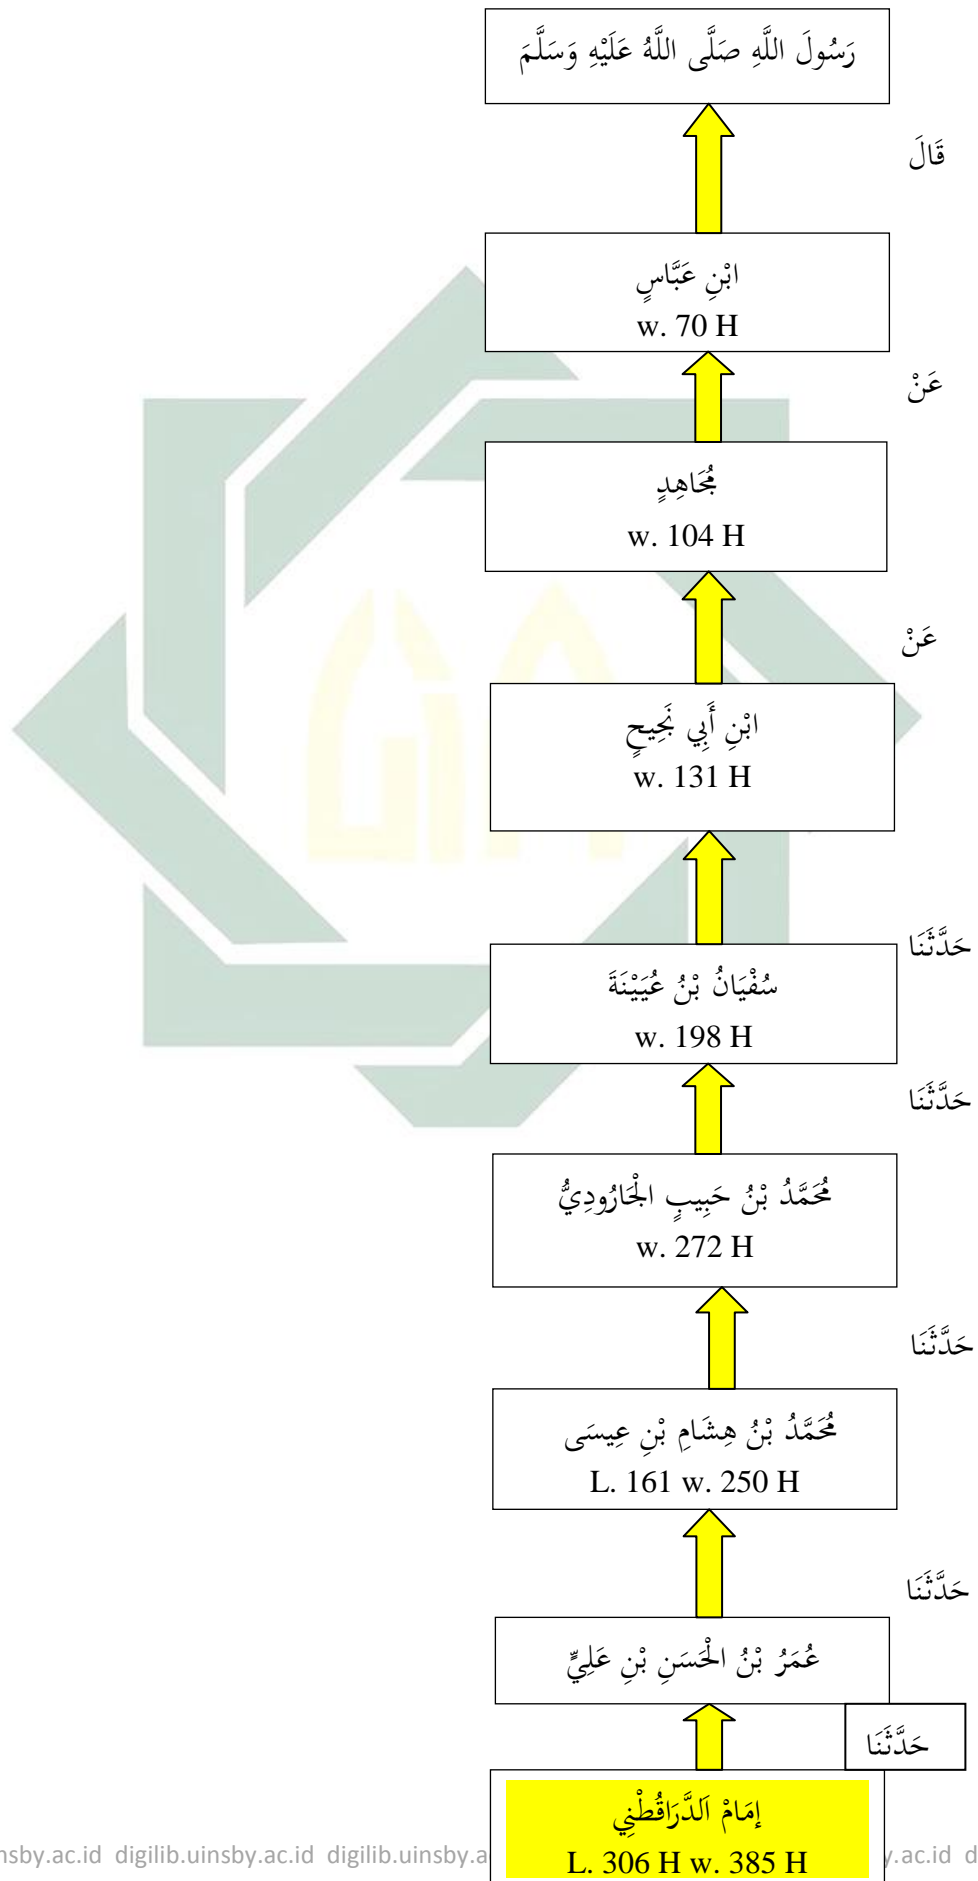 رَسُولَ اللَّهِ صَلَّى اللَّهُ عَلَيْهِ وَسَلَّمَ
قَالَ
ابْنِ عَبَّاسٍ
w. 70 H
عَنْ
مُجَاهِدٍ
w. 104 H
عَنْ
ابْنِ أَبِي نَجِيحٍ
w. 131 H
حَدَّثَنَا
سُفْيَانُ بْنُ عُيَيْنَةَ
w. 198 H
حَدَّثَنَا
مُحَمَّدُ بْنُ حَبِيبٍ الْجَارُودِيُّ
w. 272 H
حَدَّثَنَا
مُحَمَّدُ بْنُ هِشَامِ بْنِ عِيسَى
L. 161 w. 250 H
حَدَّثَنَا
عُمَرُ بْنُ الْحَسَنِ بْنِ عَلِيٍّ
حَدَّثَنَا
إمَامْ اَلدَّرَاقُطْنِي
L. 306 H w. 385 H
nsby.ac.id digilib.uinsby.ac.id digilib.uinsby.a y.ac.id d